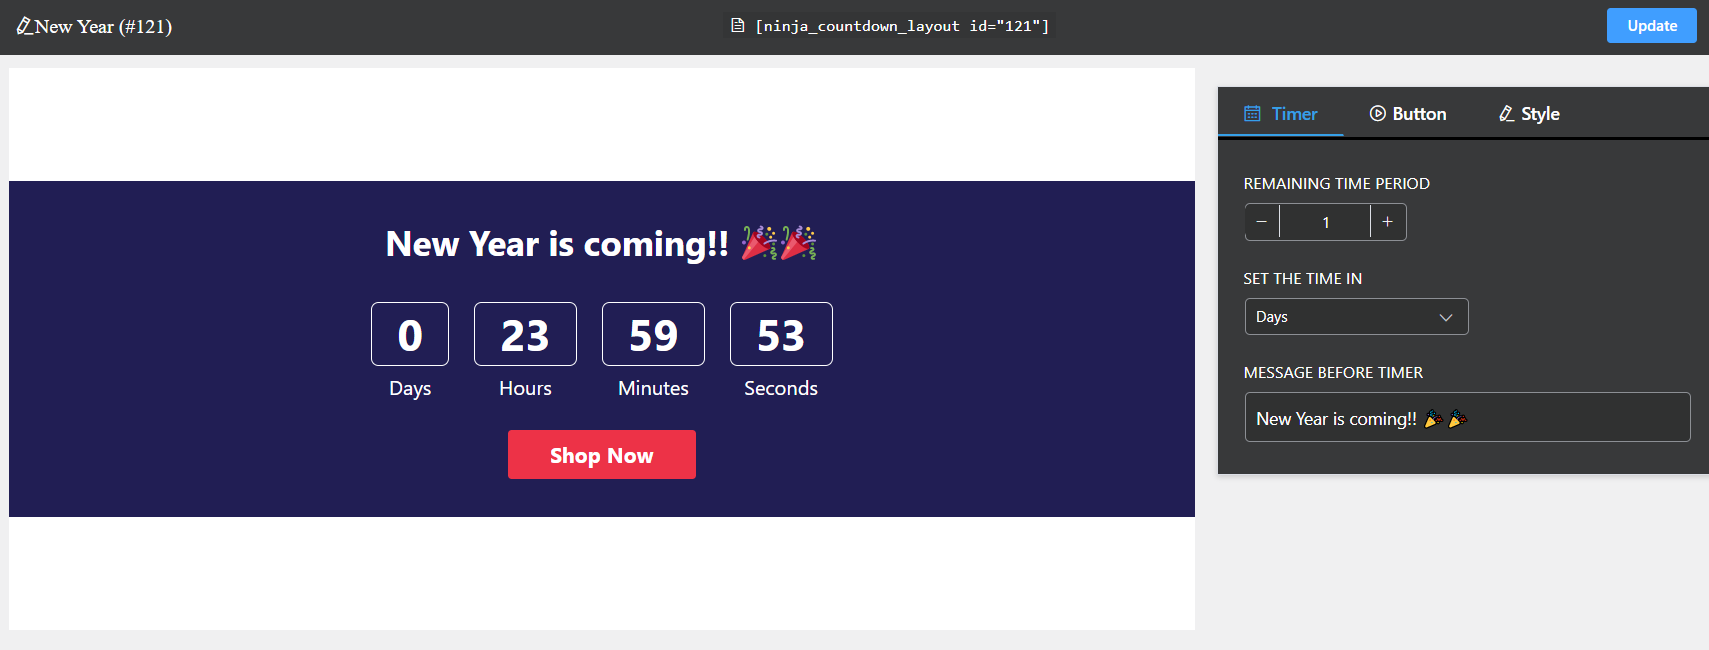 New Year (#121)
[ninja_countdown_layout id="121"]
Update
New Year is coming!! 🎉🎉
0 23 59 53
Days Hours Minutes Seconds
Shop Now
Timer Button Style
REMAINING TIME PERIOD
− 1 +
SET THE TIME IN
Days
MESSAGE BEFORE TIMER
New Year is coming!! 🎉🎉